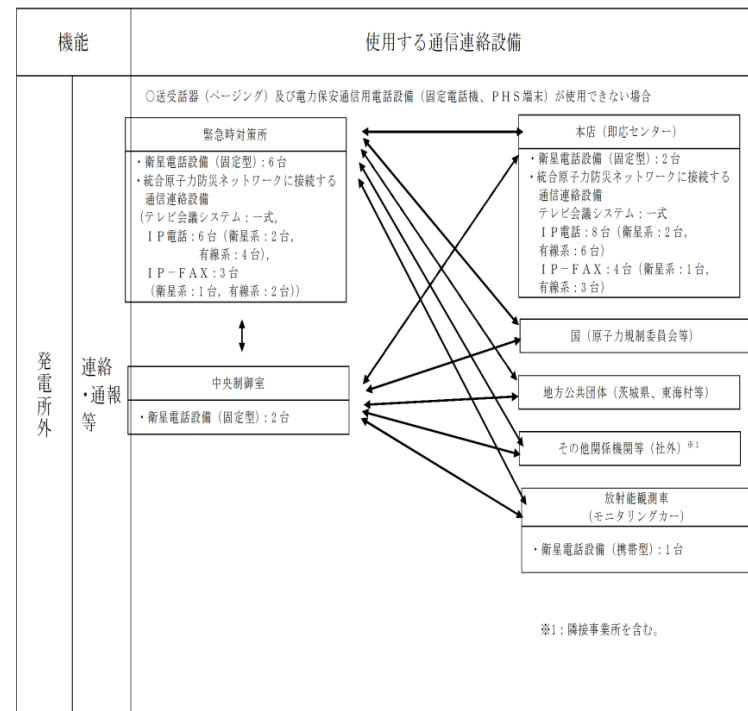 機能
使用する通信連絡設備
発電所外
連絡
・通報
等
○送受話器（ページング）及び電力保安通信用電話設備（固定電話機、ＰＨＳ端末）が使用できない場合
緊急時対策所
・衛星電話設備（固定型）：6台
・統合原子力防災ネットワークに接続する
通信連絡設備
（テレビ会議システム：一式，
ＩＰ電話：6台（衛星系：2台，
有線系：4台），
ＩＰ－ＦＡＸ：3台
（衛星系：1台，有線系：2台））
中央制御室
・衛星電話設備（固定型）：2台
本店（即応センター）
・衛星電話設備（固定型）：2台
・統合原子力防災ネットワークに接続する
通信連絡設備
テレビ会議システム：一式
ＩＰ電話：8台（衛星系：2台，
有線系：6台）
ＩＰ－ＦＡＸ：4台（衛星系：1台，
有線系：3台）
国（原子力規制委員会等）
地方公共団体（茨城県、東海村等）
その他関係機関等（社外）※1
放射能観測車
（モニタリングカー）
・衛星電話設備（携帯型）：1台
※1：隣接事業所を含む。